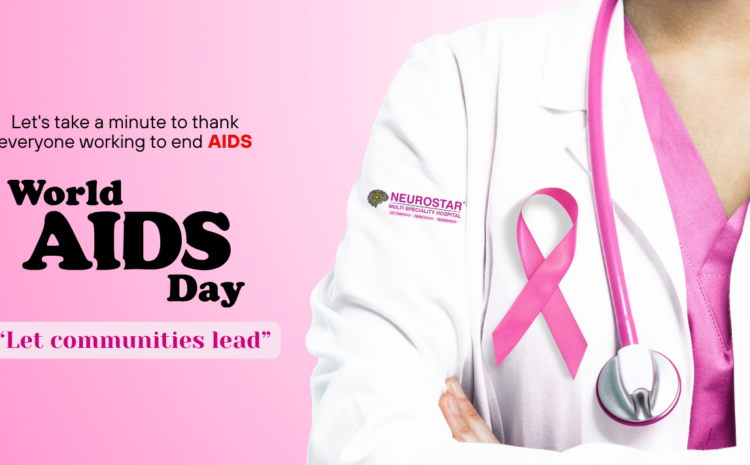 Let's take a minute to thank
everyone working to end AIDS
World
AIDS
Day
“Let communities lead”
NEUROSTAR
MULTI SPECIALITY HOSPITAL